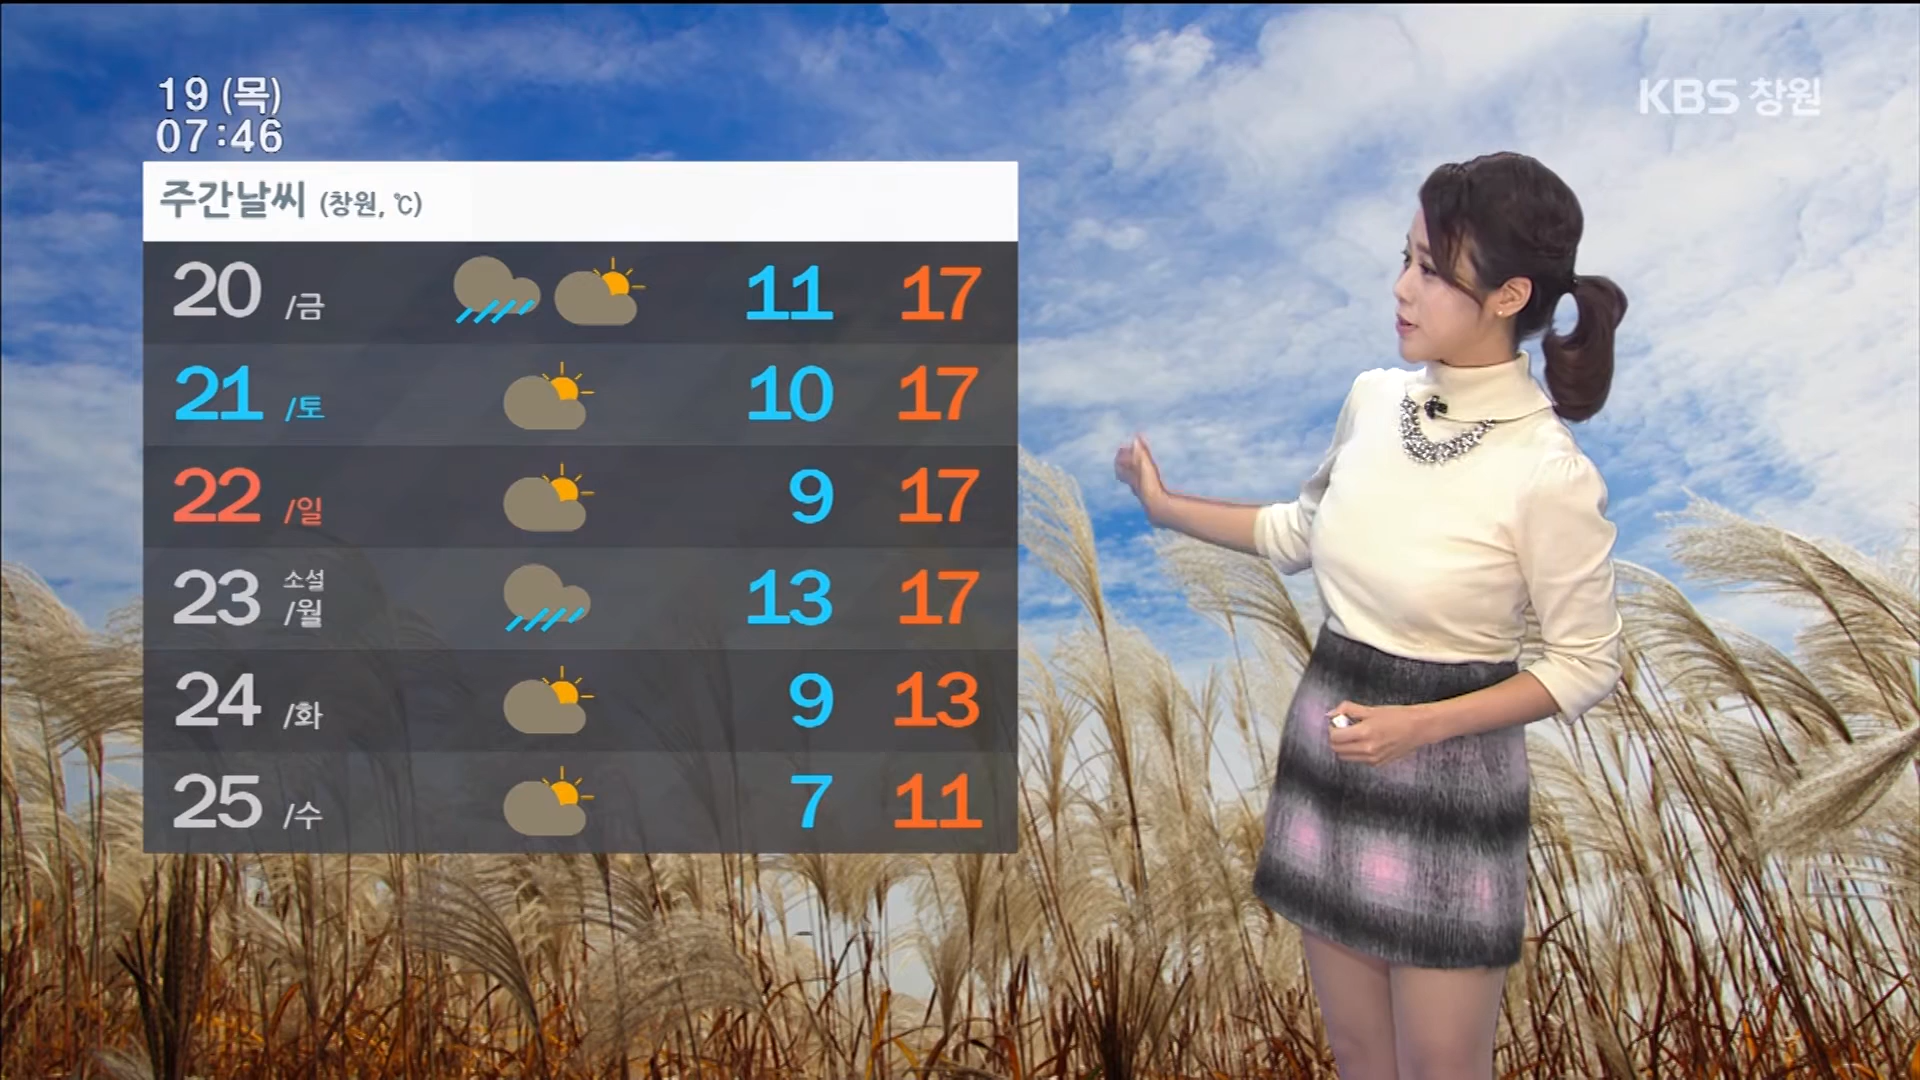 19 (목)
07:46
KBS 창원
주간날씨 (창원, ℃)
20 /금 11 17
21 /토 10 17
22 /일 9 17
23 소설 /월 13 17
24 /화 9 13
25 /수 7 11